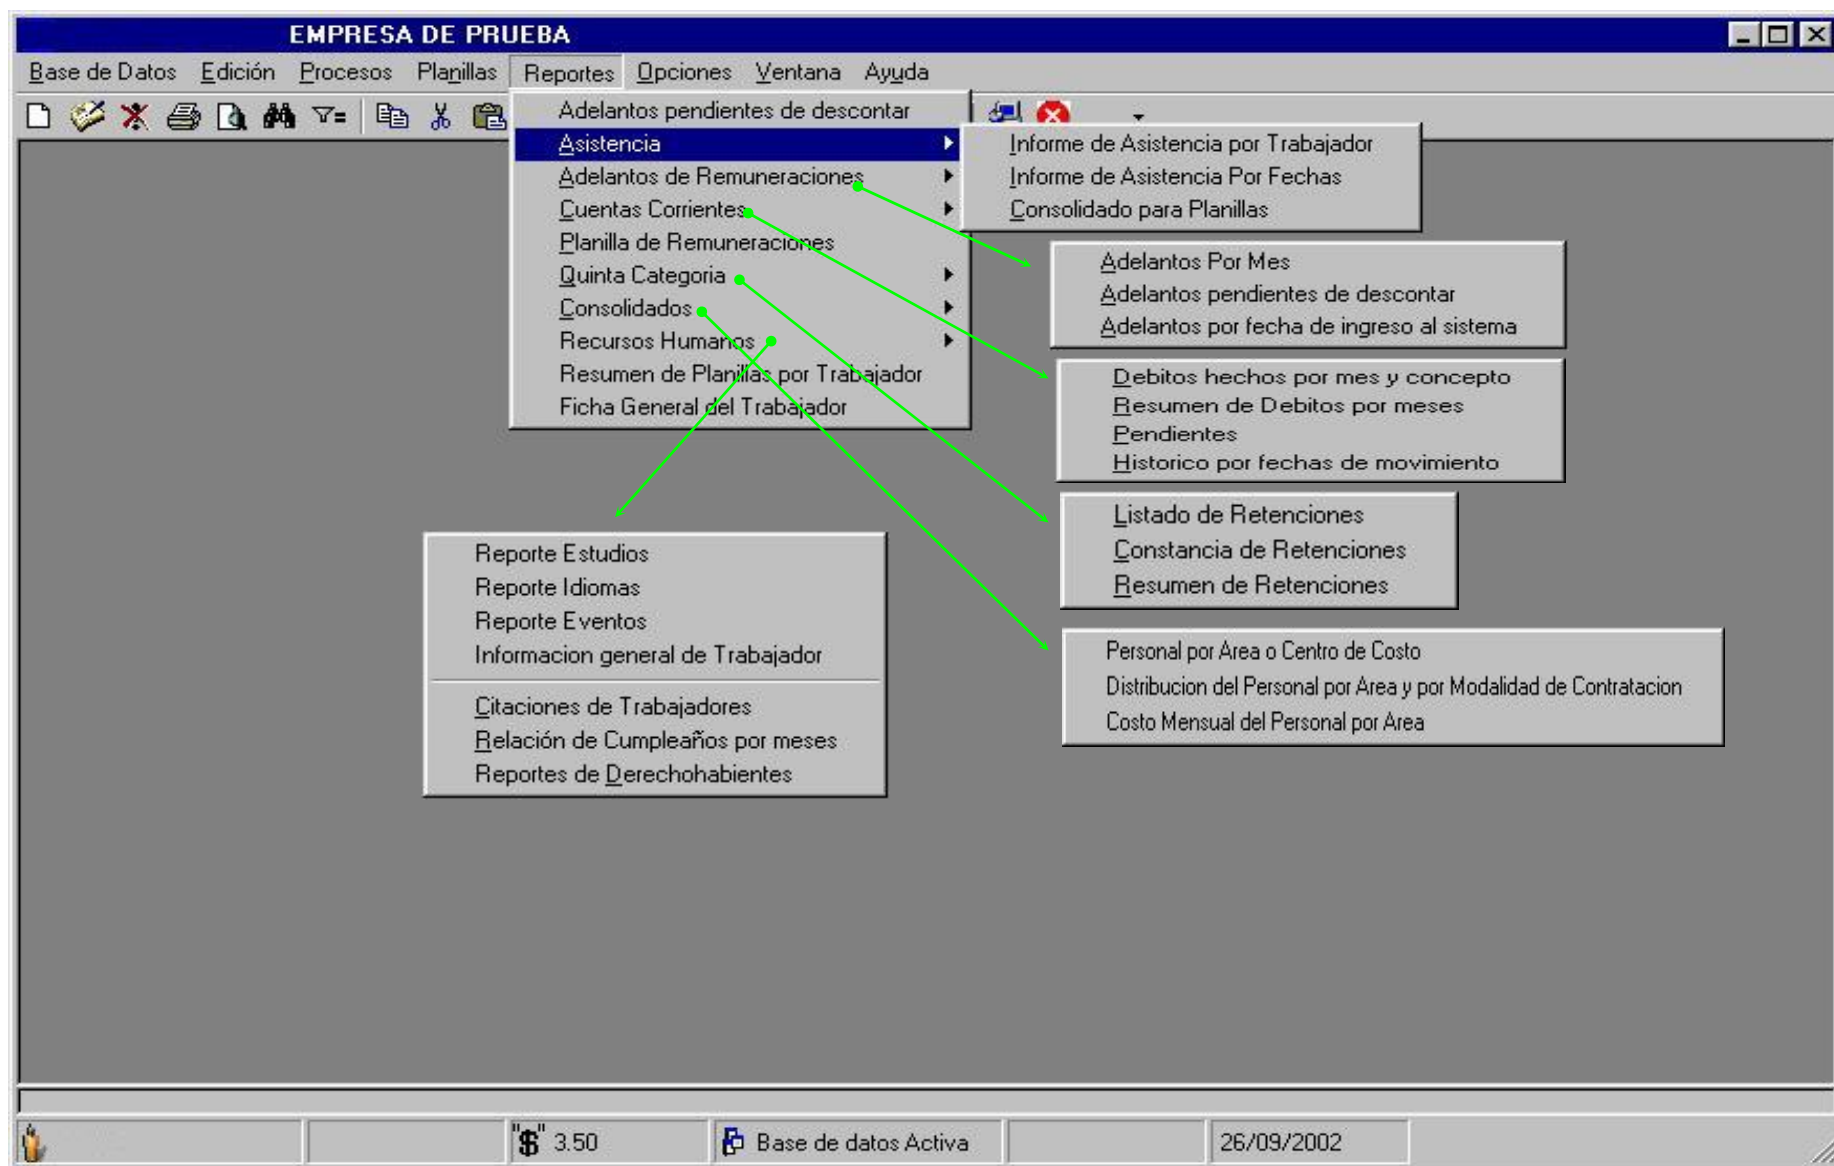 EMPRESA DE PRUEBA
Base de Datos Edición Procesos Planillas Reportes Opciones Ventana Ayuda
Adelantos pendientes de descontar
Asistencia
Adelantos de Remuneraciones
Cuentas Corrientes
Planilla de Remuneraciones
Quinta Categoria
Consolidados
Recursos Humanos
Resumen de Planillas por Trabajador
Ficha General del Trabajador
Informe de Asistencia por Trabajador
Informe de Asistencia Por Fechas
Consolidado para Planillas
Adelantos Por Mes
Adelantos pendientes de descontar
Adelantos por fecha de ingreso al sistema
Debitos hechos por mes y concepto
Resumen de Debitos por meses
Pendientes
Historico por fechas de movimiento
Listado de Retenciones
Constancia de Retenciones
Resumen de Retenciones
Personal por Area o Centro de Costo
Distribucion del Personal por Area y por Modalidad de Contratacion
Costo Mensual del Personal por Area
Reporte Estudios
Reporte Idiomas
Reporte Eventos
Informacion general de Trabajador
Citaciones de Trabajadores
Relación de Cumpleaños por meses
Reportes de Derechohabientes
"$" 3.50 Base de datos Activa 26/09/2002